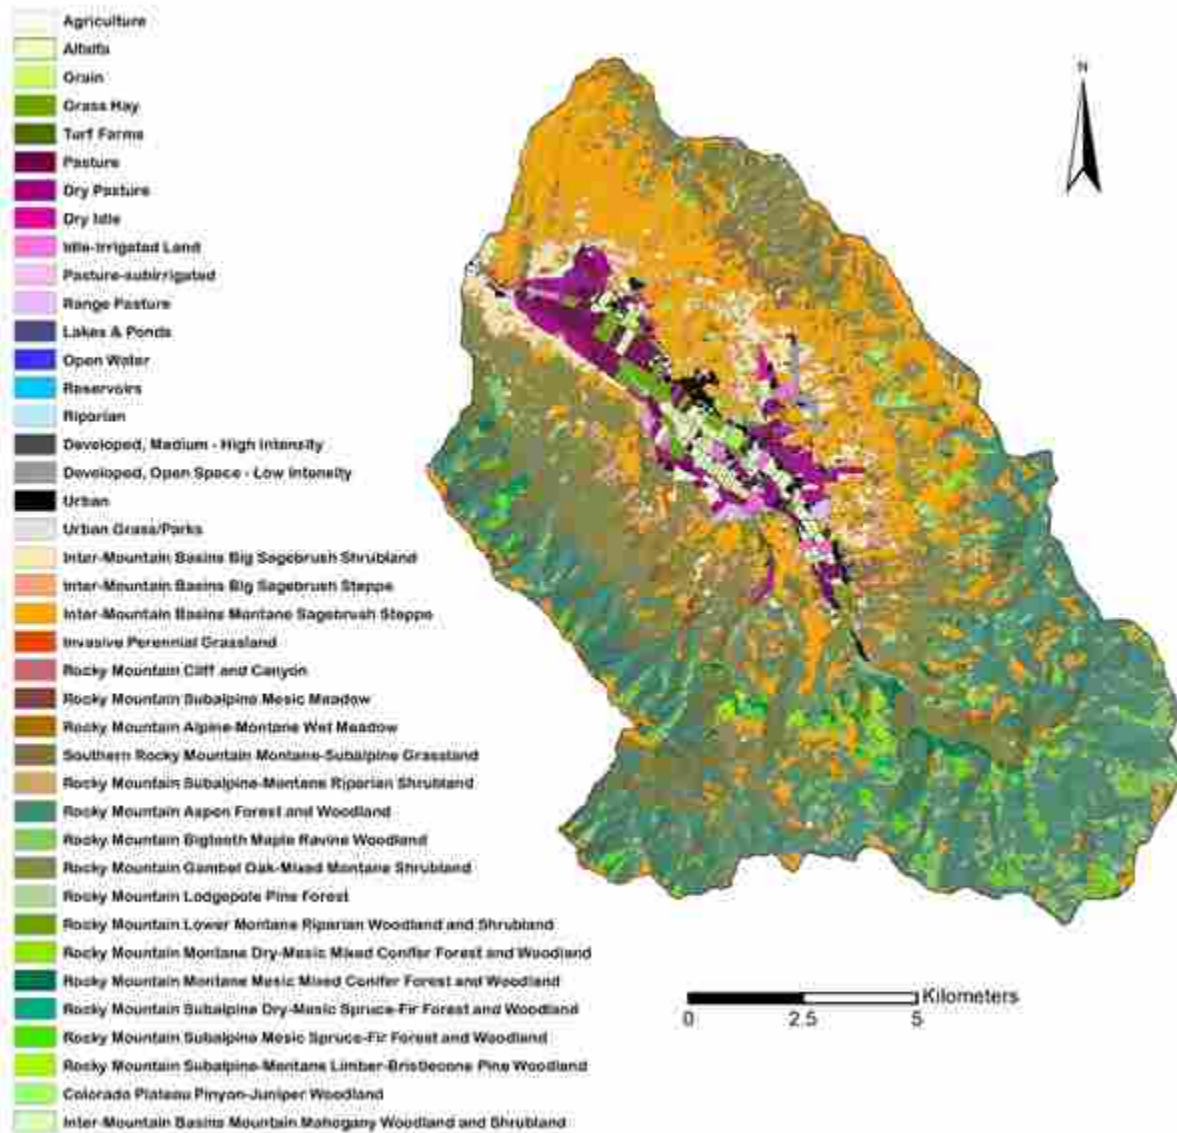 Agriculture
Alfalfa
Grain
Grass Hay
Turf Farms
Pasture
Dry Pasture
Dry Idle
Idle-Irrigated Land
Pasture-subirrigated
Range Pasture
Lakes & Ponds
Open Water
Reservoirs
Riparian
Developed, Medium - High Intensity
Developed, Open Space - Low Intensity
Urban
Urban Grass/Parks
Inter-Mountain Basins Big Sagebrush Shrubland
Inter-Mountain Basins Big Sagebrush Steppe
Inter-Mountain Basins Montane Sagebrush Steppe
Invasive Perennial Grassland
Rocky Mountain Cliff and Canyon
Rocky Mountain Subalpine Mesic Meadow
Rocky Mountain Alpine-Montane Wet Meadow
Southern Rocky Mountain Montane-Subalpine Grassland
Rocky Mountain Subalpine-Montane Riparian Shrubland
Rocky Mountain Aspen Forest and Woodland
Rocky Mountain Bigtooth Maple Ravine Woodland
Rocky Mountain Gambel Oak-Mixed Montane Shrubland
Rocky Mountain Lodgepole Pine Forest
Rocky Mountain Lower Montane Riparian Woodland and Shrubland
Rocky Mountain Montane Dry-Mesic Mixed Conifer Forest and Woodland
Rocky Mountain Montane Mesic Mixed Conifer Forest and Woodland
Rocky Mountain Subalpine Dry-Mesic Spruce-Fir Forest and Woodland
Rocky Mountain Subalpine Mesic Spruce-Fir Forest and Woodland
Rocky Mountain Subalpine-Montane Limber-Bristlecone Pine Woodland
Colorado Plateau Pinyon-Juniper Woodland
Inter-Mountain Basins Mountain Mahogany Woodland and Shrubland
N
Kilometers
0 2.5 5